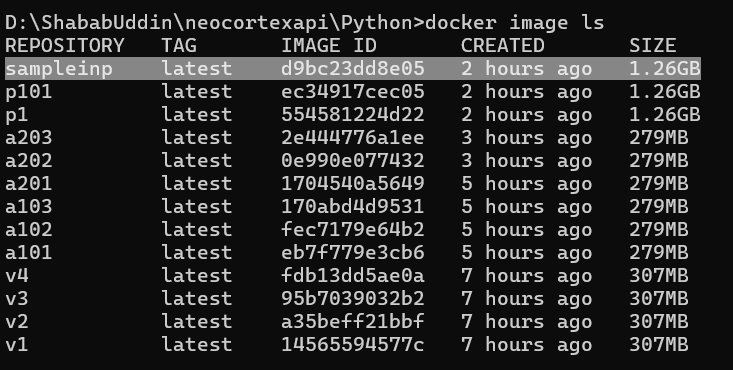 D:\ShababUddin\neocortexapi\Python>docker image ls
REPOSITORY   TAG       IMAGE ID       CREATED       SIZE
sampleinp    latest    d9bc23dd8e05   2 hours ago   1.26GB
p101         latest    ec34917cec05   2 hours ago   1.26GB
p1           latest    554581224d22   2 hours ago   1.26GB
a203         latest    2e444776a1ee   3 hours ago   279MB
a202         latest    0e990e077432   3 hours ago   279MB
a201         latest    1704540a5649   5 hours ago   279MB
a103         latest    170abd4d9531   5 hours ago   279MB
a102         latest    fec7179e64b2   5 hours ago   279MB
a101         latest    eb7f779e3cb6   5 hours ago   279MB
v4           latest    fdb13dd5ae0a   7 hours ago   307MB
v3           latest    95b7039032b2   7 hours ago   307MB
v2           latest    a35beff21bbf   7 hours ago   307MB
v1           latest    14565594577c   7 hours ago   307MB